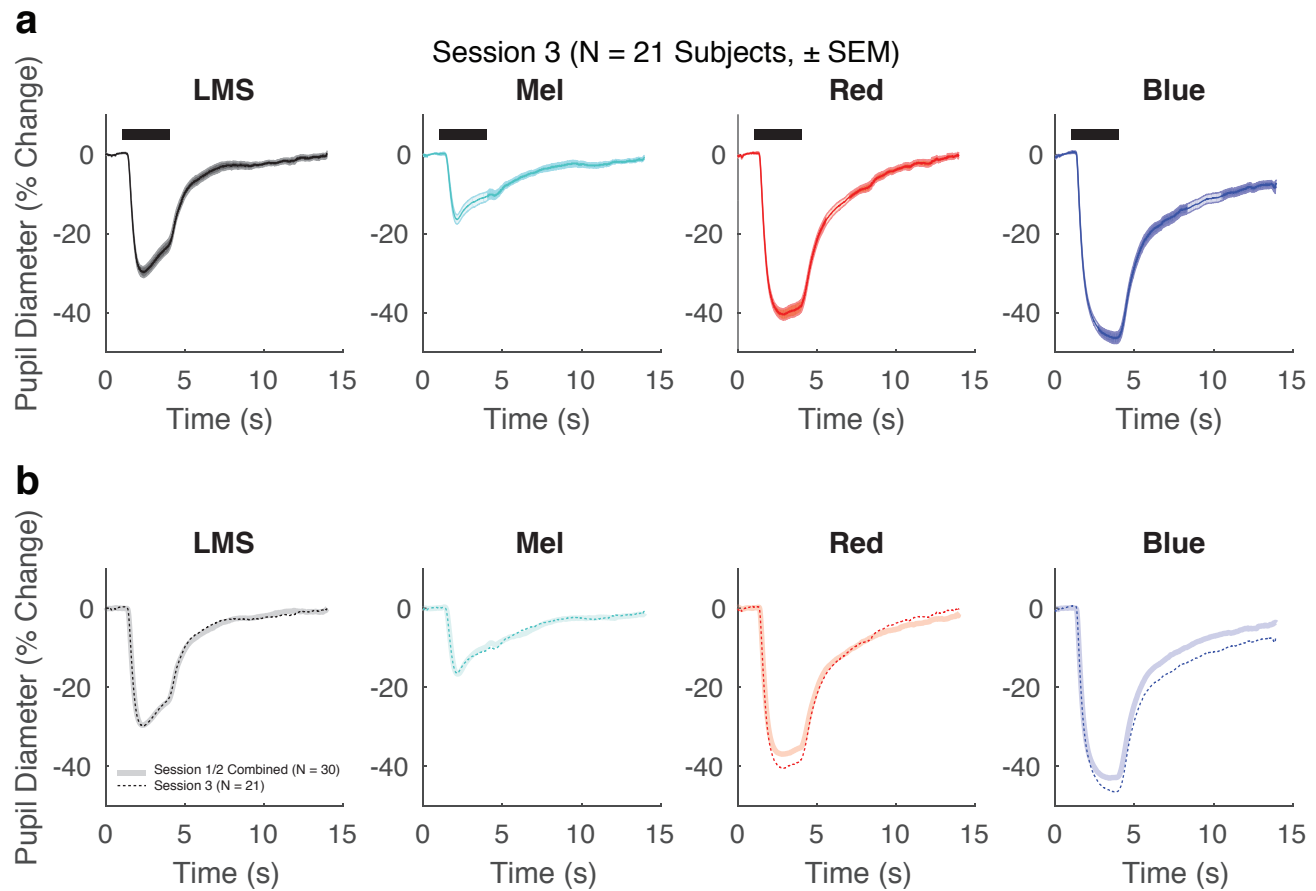 a
Session 3 (N = 21 Subjects, ± SEM)
LMS
Mel
Red
Blue
Pupil Diameter (% Change)
0
-20
-40
0
5
10
15
Time (s)
0
-20
-40
0
5
10
15
Time (s)
0
-20
-40
0
5
10
15
Time (s)
0
-20
-40
0
5
10
15
Time (s)
b
LMS
Mel
Red
Blue
Pupil Diameter (% Change)
0
-20
-40
Session 1/2 Combined (N = 30)
Session 3 (N = 21)
0
5
10
15
Time (s)
0
-20
-40
0
5
10
15
Time (s)
0
-20
-40
0
5
10
15
Time (s)
0
-20
-40
0
5
10
15
Time (s)